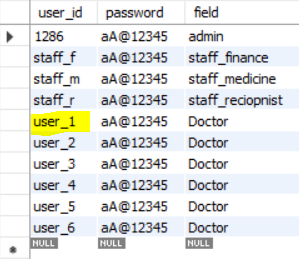 user_id password field
1286 aA@12345 admin
staff_f aA@12345 staff_finance
staff_m aA@12345 staff_medicine
staff_r aA@12345 staff_reciopnist
user_1 aA@12345 Doctor
user_2 aA@12345 Doctor
user_3 aA@12345 Doctor
user_4 aA@12345 Doctor
user_5 aA@12345 Doctor
user_6 aA@12345 Doctor
NULL NULL NULL